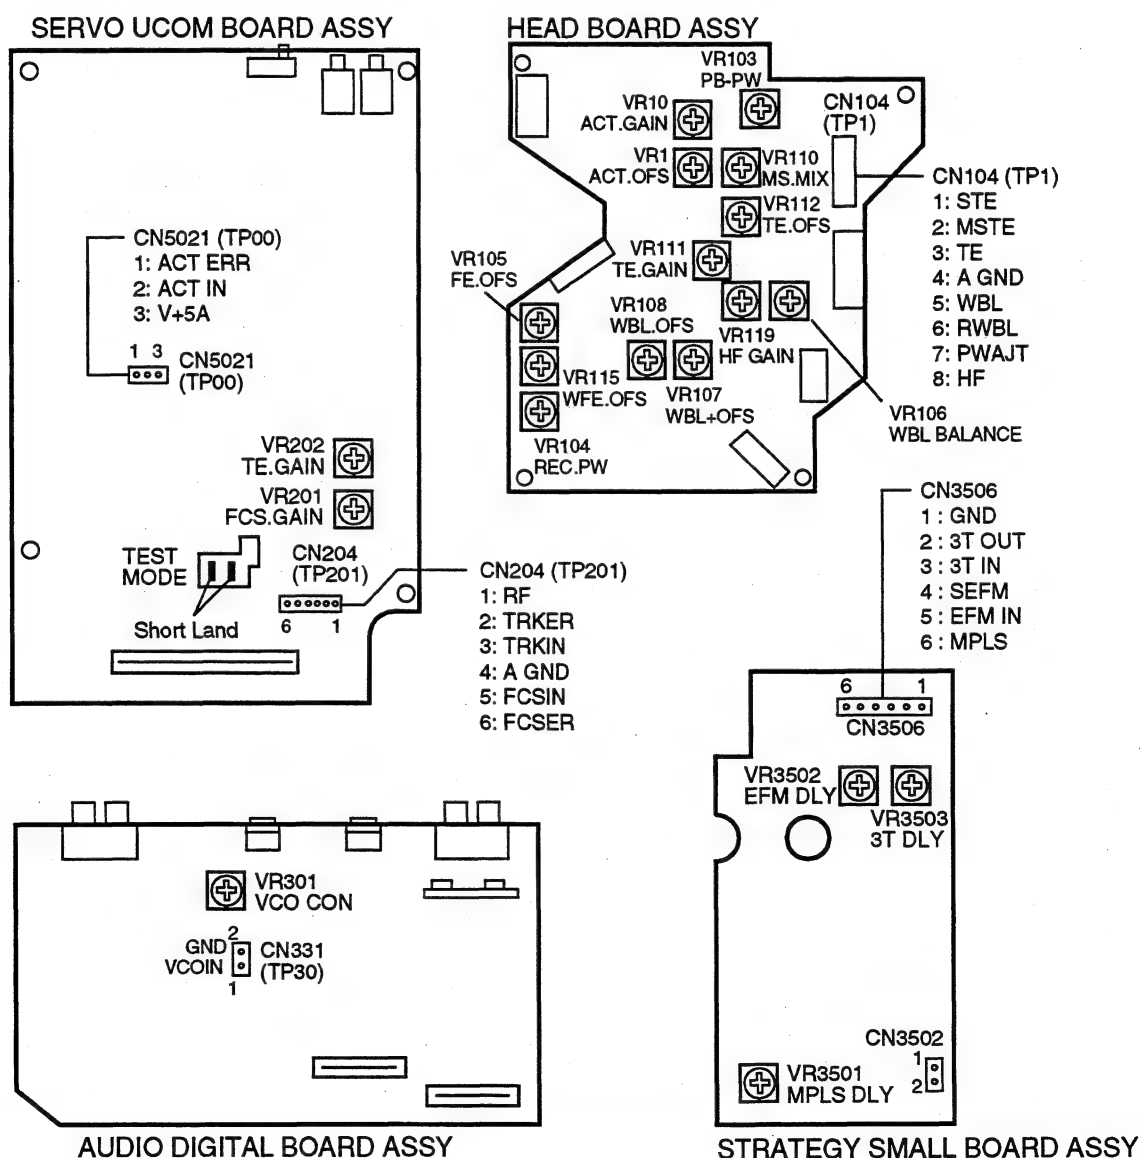 SERVO UCOM BOARD ASSY
CN5021 (TP00)
1: ACT ERR
2: ACT IN
3: V+5A
1 3
CN5021
(TP00)
VR202
TE.GAIN
VR201
FCS.GAIN
TEST
MODE
CN204
(TP201)
6 1
Short Land
CN204 (TP201)
1: RF
2: TRKER
3: TRKIN
4: A GND
5: FCSIN
6: FCSER
HEAD BOARD ASSY
VR103
PB-PW
VR10
ACT.GAIN
CN104
(TP1)
VR1
ACT.OFS
VR110
MS.MIX
VR112
TE.OFS
VR111
TE.GAIN
VR105
FE.OFS
VR108
WBL.OFS
VR119
HF GAIN
VR115
WFE.OFS
VR107
WBL+OFS
VR104
REC.PW
CN104 (TP1)
1: STE
2: MSTE
3: TE
4: A GND
5: WBL
6: RWBL
7: PWAJT
8: HF
VR106
WBL BALANCE
CN3506
1 : GND
2 : 3T OUT
3 : 3T IN
4 : SEFM
5 : EFM IN
6 : MPLS
6 1
CN3506
VR3502
EFM DLY
VR3503
3T DLY
CN3502
1
2
VR3501
MPLS DLY
STRATEGY SMALL BOARD ASSY
VR301
VCO CON
2
GND
VCOIN
1
CN331
(TP30)
AUDIO DIGITAL BOARD ASSY